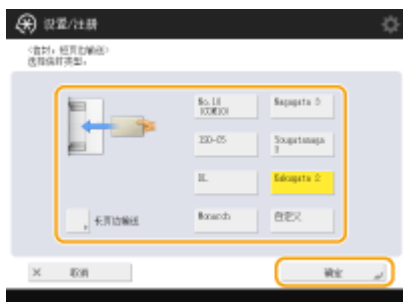 设置/注册
<信封, 短页边输送>
选择信封类型。
No.10
(COM10)
Nagagata 3
ISO-C5
Yougatanaga
3
DL
Kakugata 2
长页边输送
Monarch
自定义
× 取消
确定